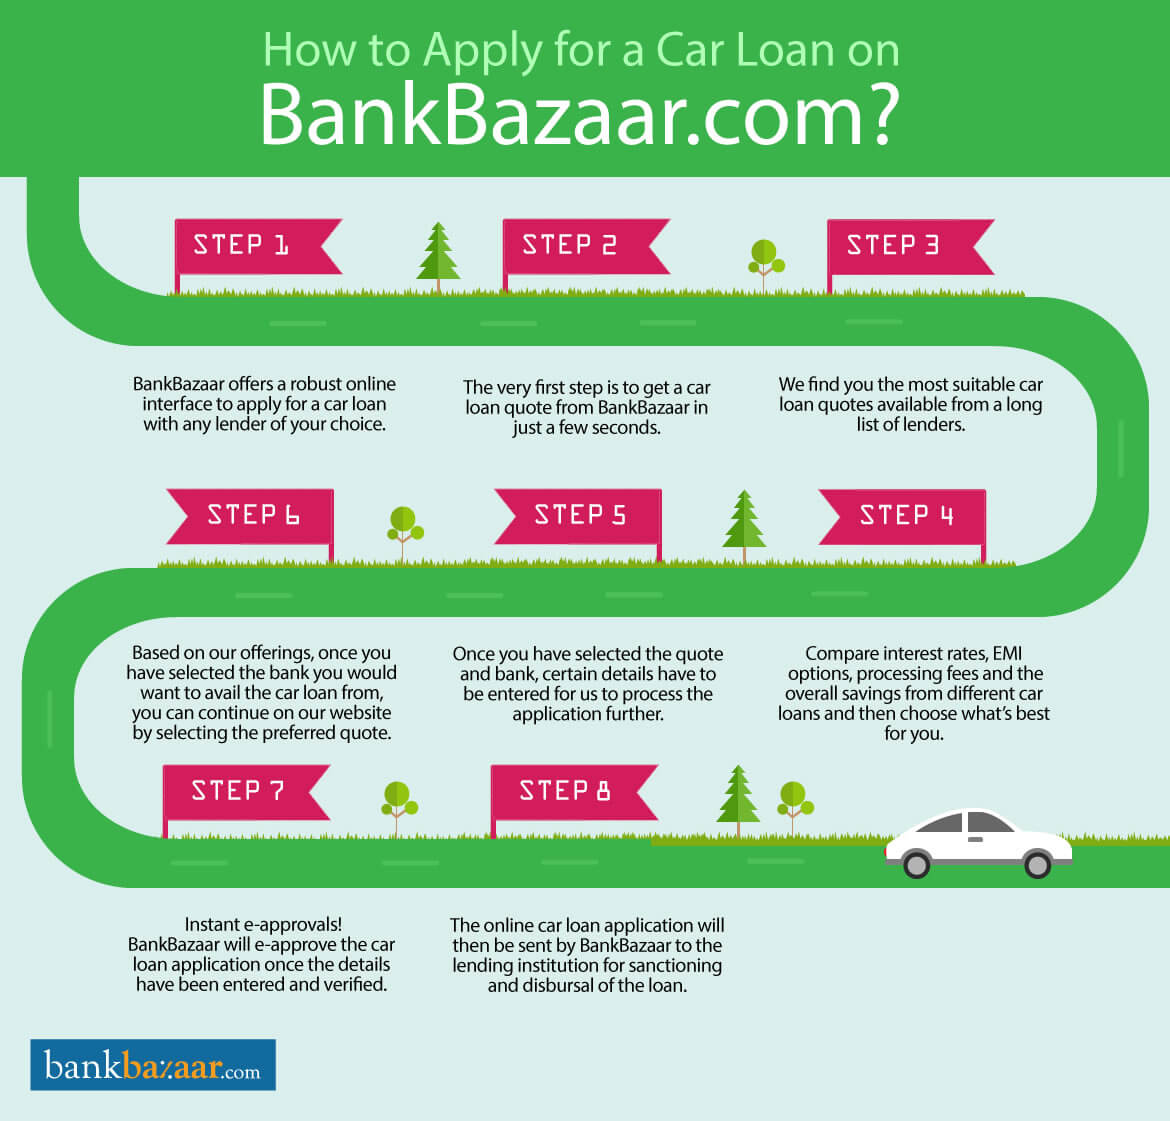 How to Apply for a Car Loan on
BankBazaar.com?
STEP 1
BankBazaar offers a robust online
interface to apply for a car loan
with any lender of your choice.
STEP 2
The very first step is to get a car
loan quote from BankBazaar in
just a few seconds.
STEP 3
We find you the most suitable car
loan quotes available from a long
list of lenders.
STEP 4
Compare interest rates, EMI
options, processing fees and the
overall savings from different car
loans and then choose what's best
for you.
STEP 5
Once you have selected the quote
and bank, certain details have to
be entered for us to process the
application further.
STEP 6
Based on our offerings, once you
have selected the bank you would
want to avail the car loan from,
you can continue on our website
by selecting the preferred quote.
STEP 7
Instant e-approvals!
BankBazaar will e-approve the car
loan application once the details
have been entered and verified.
STEP 8
The online car loan application will
then be sent by BankBazaar to the
lending institution for sanctioning
and disbursal of the loan.
bankbazaar.com